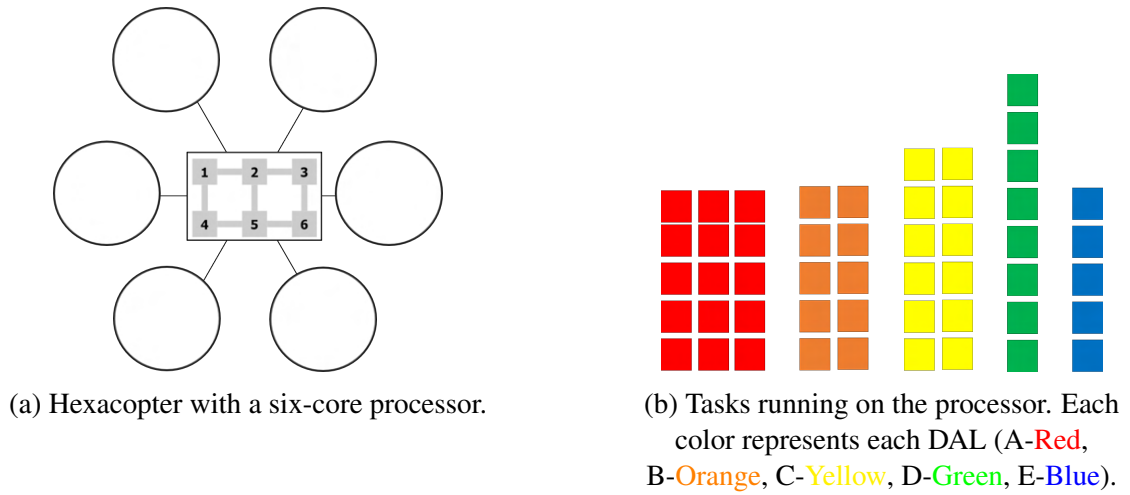 1 2 3
4 5 6
(a) Hexacopter with a six-core processor.
(b) Tasks running on the processor. Each
color represents each DAL (A-Red,
B-Orange, C-Yellow, D-Green, E-Blue).